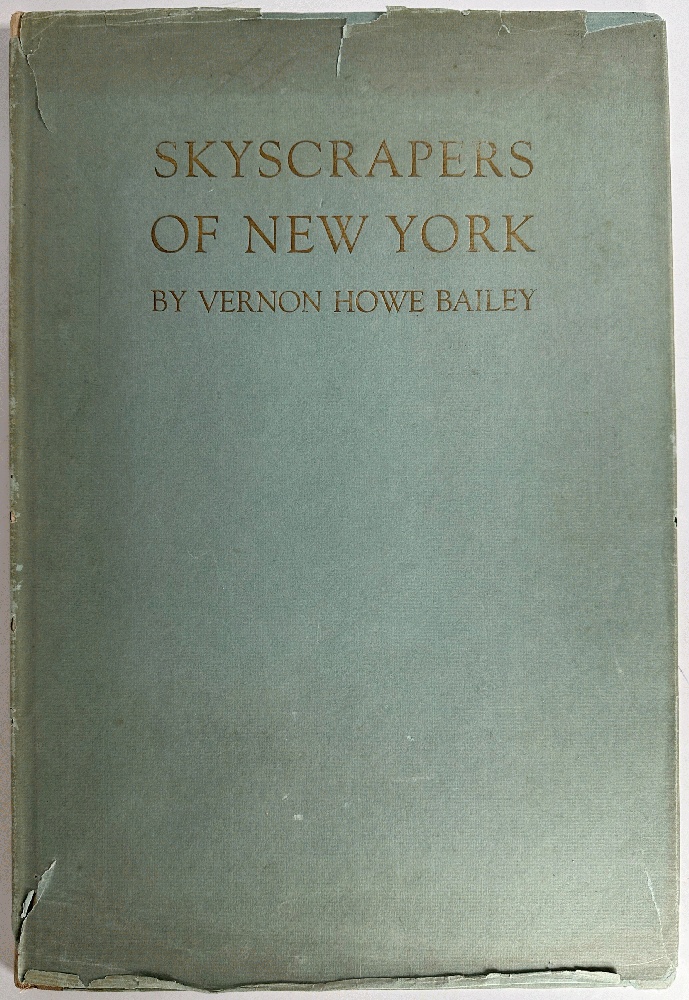 SKYSCRAPERS
OF NEW YORK
BY VERNON HOWE BAILEY